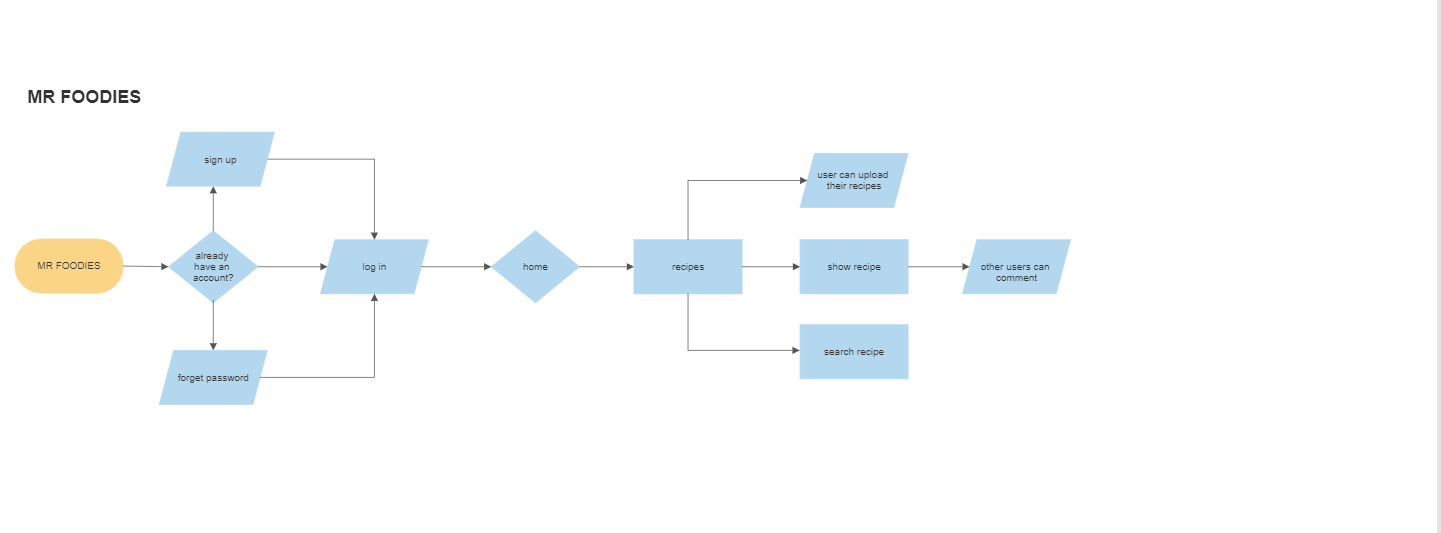 MR FOODIES
sign up
user can upload
their recipes
MR FOODIES
already
have an
account?
log in
home
recipes
show recipe
other users can
comment
forget password
search recipe